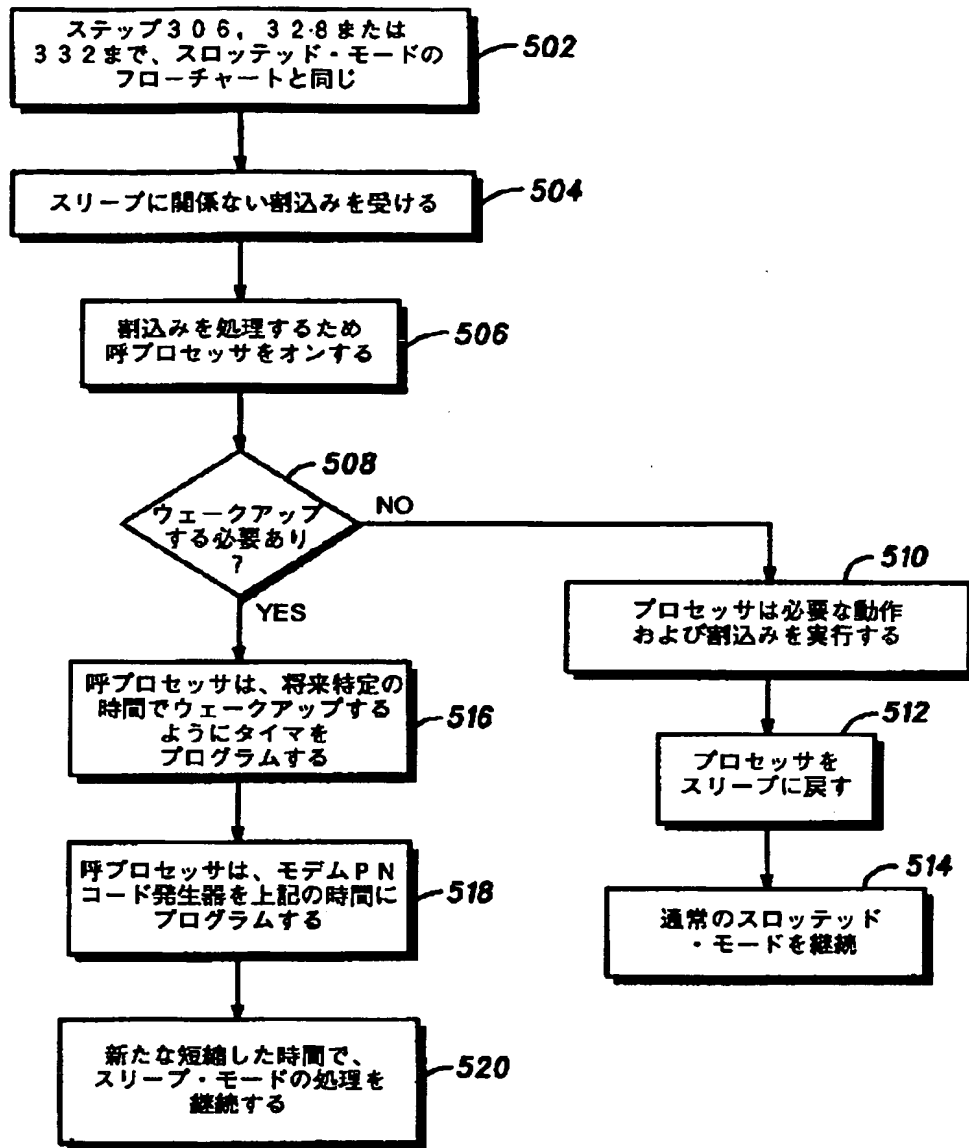 ステップ306,32·8または
332まで、スロッテッド・モードの
フローチャートと同じ
502
スリープに関係ない割込みを受ける
504
割込みを処理するため
呼プロセッサをオンする
506
508
ウェークアップ
する必要あり
?
NO
YES
510
プロセッサは必要な動作
および割込みを実行する
呼プロセッサは、将来特定の
時間でウェークアップする
ようにタイマを
プログラムする
516
512
プロセッサを
スリープに戻す
呼プロセッサは、モデムPN
コード発生器を上記の時間に
プログラムする
518
514
通常のスロッテッド
・モードを継続
新たな短縮した時間で、
スリープ・モードの処理を
継続する
520